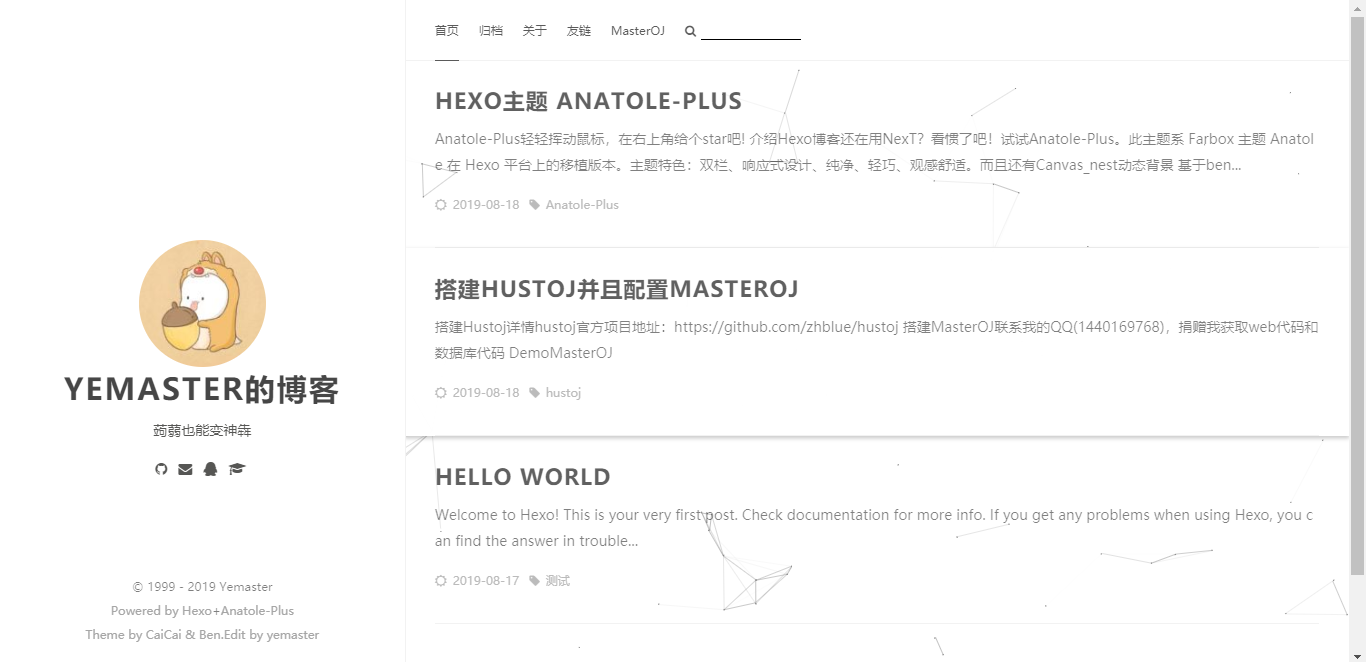 首页 归档 关于 友链 MasterOJ
HEXO主题 ANATOLE-PLUS
Anatole-Plus轻轻挥动鼠标，在右上角给个star吧! 介绍Hexo博客还在用NexT？看惯了吧！试试Anatole-Plus。此主题系 Farbox 主题 Anatol
e 在 Hexo 平台上的移植版本。主题特色：双栏、响应式设计、纯净、轻巧、观感舒适。而且还有Canvas_nest动态背景 基于ben...
2019-08-18 Anatole-Plus
搭建HUSTOJ并且配置MASTEROJ
搭建Hustoj详情hustoj官方项目地址：https://github.com/zhblue/hustoj 搭建MasterOJ联系我的QQ(1440169768)，捐赠我获取web代码和
数据库代码 DemoMasterOJ
2019-08-18 hustoj
HELLO WORLD
Welcome to Hexo! This is your very first post. Check documentation for more info. If you get any problems when using Hexo, you c
an find the answer in trouble...
2019-08-17 测试
YEMASTER的博客
蒟蒻也能变神犇
© 1999 - 2019 Yemaster
Powered by Hexo+Anatole-Plus
Theme by CaiCai & Ben.Edit by yemaster